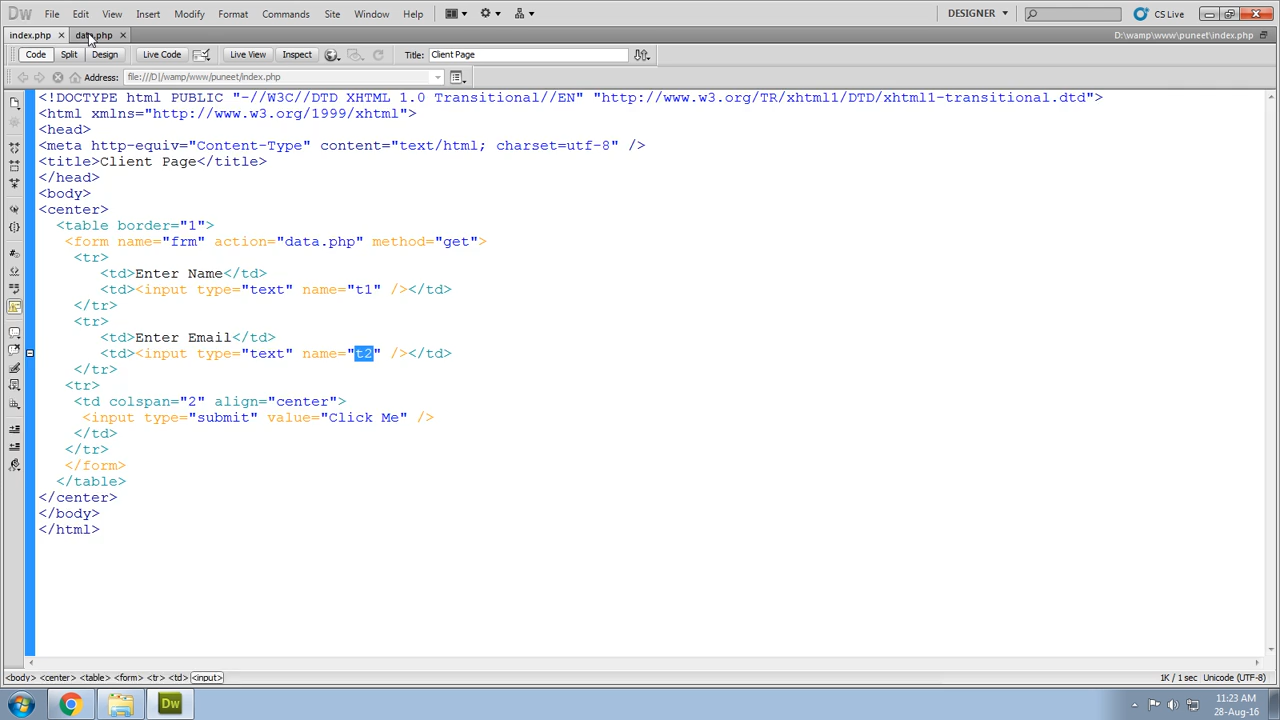 Dw File Edit View Insert Modify Format Commands Site Window Help DESIGNER CS Live
index.php data.php D:\wamp\www\puneet\index.php
Code Split Design Live Code Live View Inspect Title: Client Page
Address: file:///D|/wamp/www/puneet/index.php
<!DOCTYPE html PUBLIC "-//W3C//DTD XHTML 1.0 Transitional//EN" "http://www.w3.org/TR/xhtml1/DTD/xhtml1-transitional.dtd">
<html xmlns="http://www.w3.org/1999/xhtml">
<head>
<meta http-equiv="Content-Type" content="text/html; charset=utf-8" />
<title>Client Page</title>
</head>
<body>
<center>
<table border="1">
<form name="frm" action="data.php" method="get">
<tr>
<td>Enter Name</td>
<td><input type="text" name="t1" /></td>
</tr>
<tr>
<td>Enter Email</td>
<td><input type="text" name="t2" /></td>
</tr>
<tr>
<td colspan="2" align="center">
<input type="submit" value="Click Me" />
</td>
</tr>
</form>
</table>
</center>
</body>
</html>
<body> <center> <table> <form> <tr> <td> <input> 1K / 1 sec Unicode (UTF-8)
Dw 11:23 AM
28-Aug-16